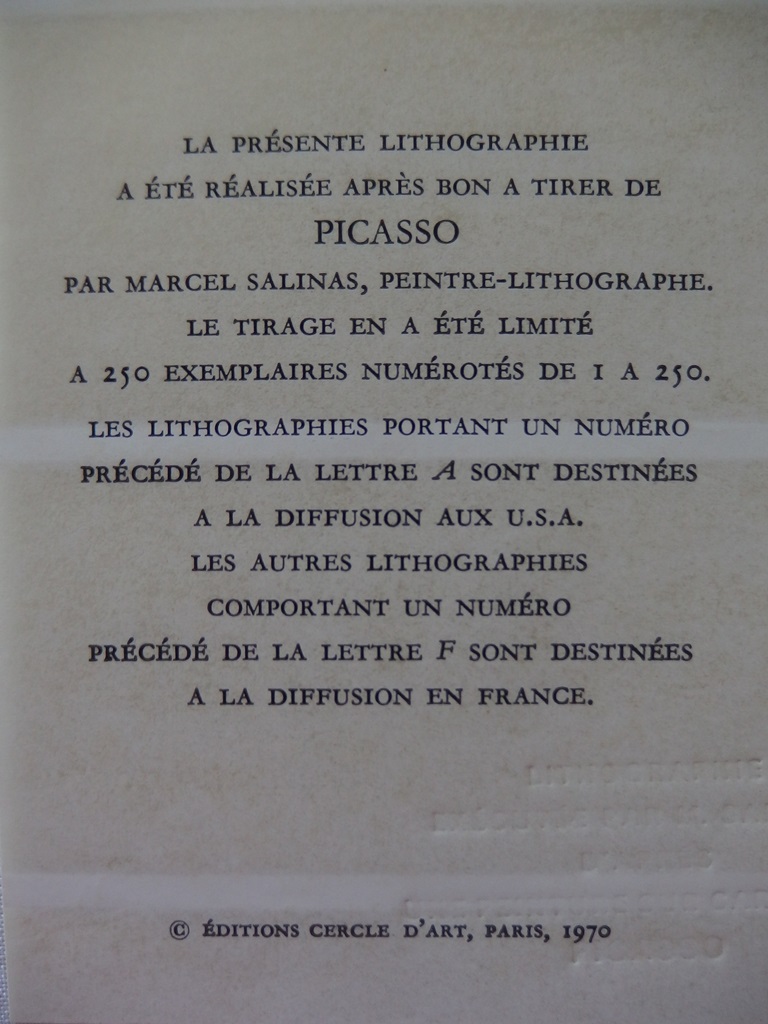 LA PRÉSENTE LITHOGRAPHIE
A ÉTÉ RÉALISÉE APRÈS BON A TIRER DE
PICASSO
PAR MARCEL SALINAS, PEINTRE-LITHOGRAPHE.
LE TIRAGE EN A ÉTÉ LIMITÉ
A 250 EXEMPLAIRES NUMÉROTÉS DE 1 A 250.
LES LITHOGRAPHIES PORTANT UN NUMÉRO
PRÉCÉDÉ DE LA LETTRE A SONT DESTINÉES
A LA DIFFUSION AUX U.S.A.
LES AUTRES LITHOGRAPHIES
COMPORTANT UN NUMÉRO
PRÉCÉDÉ DE LA LETTRE F SONT DESTINÉES
A LA DIFFUSION EN FRANCE.
© ÉDITIONS CERCLE D'ART, PARIS, 1970